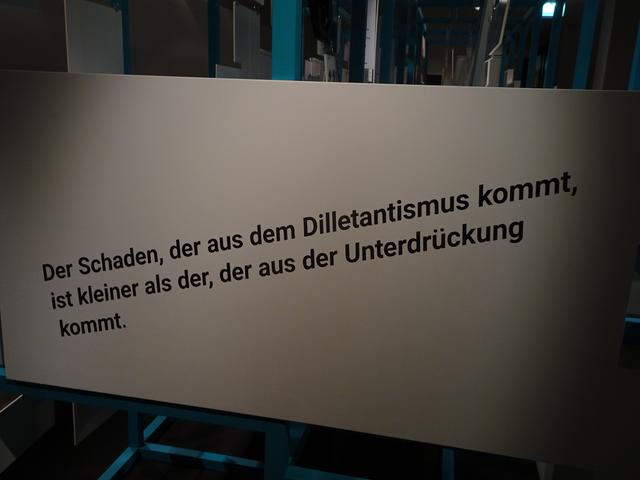 Der Schaden, der aus dem Dilletantismus kommt,
ist kleiner als der, der aus der Unterdrückung
kommt.